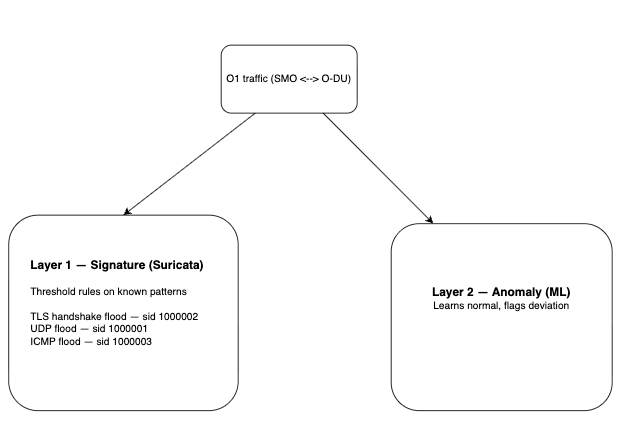 O1 traffic (SMO <--> O-DU)
Layer 1 — Signature (Suricata)
Threshold rules on known patterns
TLS handshake flood — sid 1000002
UDP flood — sid 1000001
ICMP flood — sid 1000003
Layer 2 — Anomaly (ML)
Learns normal, flags deviation